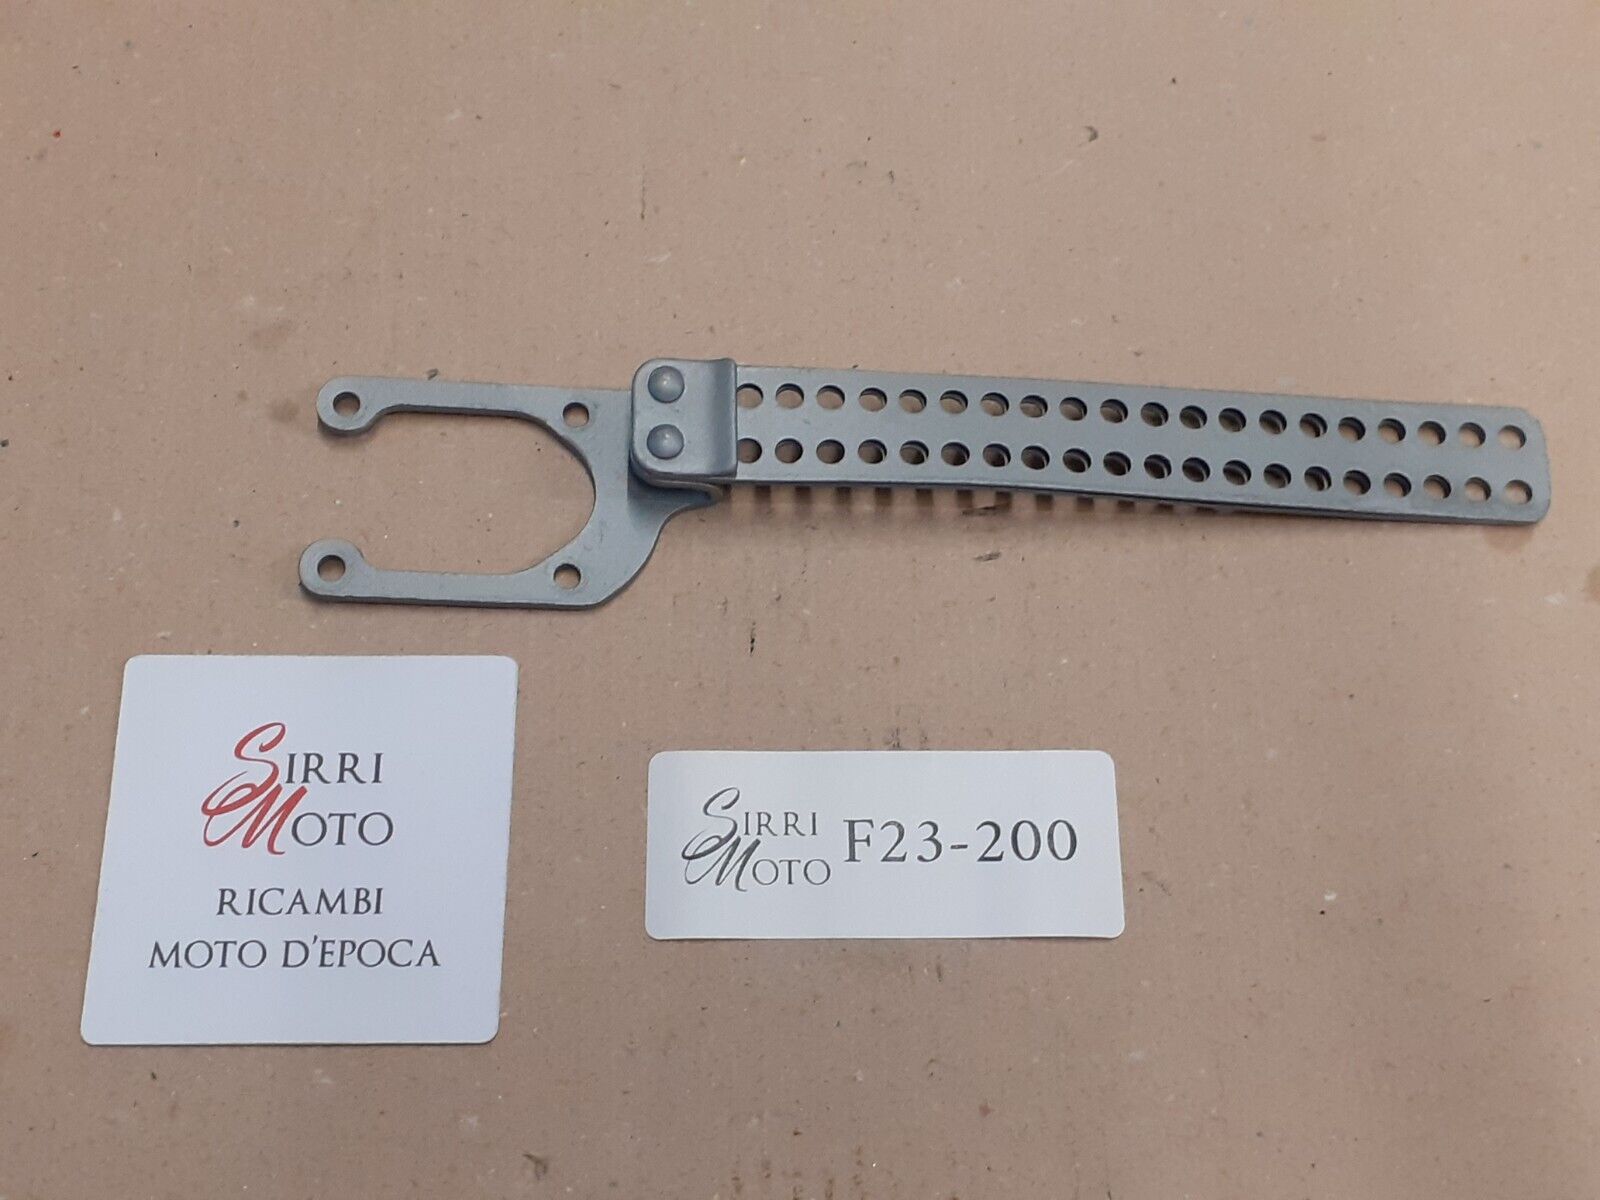 SIRRI
MOTO
RICAMBI
MOTO D'EPOCA
SIRRI
MOTO
F23-200